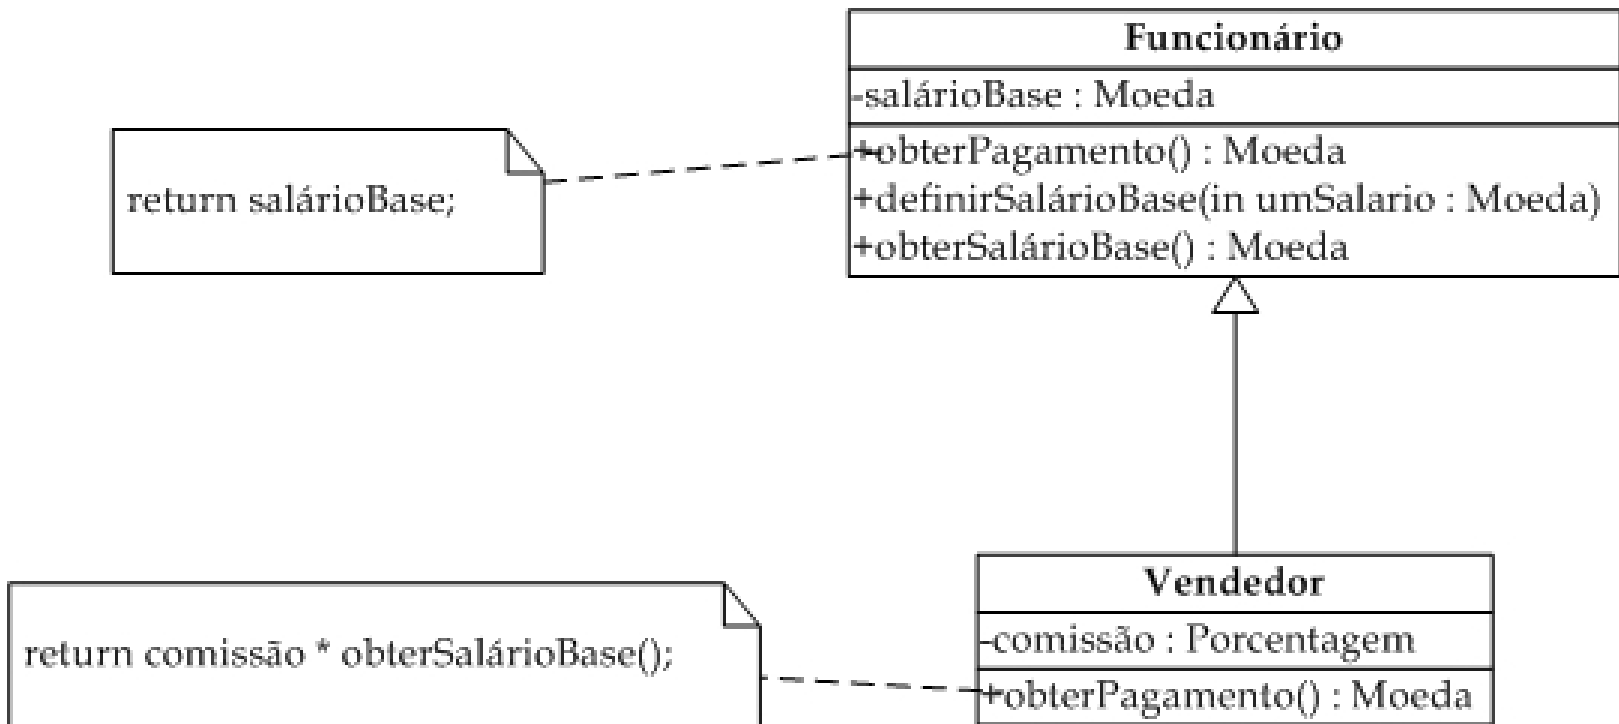 Funcionário
-salárioBase : Moeda
+obterPagamento() : Moeda
+definirSalárioBase(in umSalario : Moeda)
+obterSalárioBase() : Moeda
return salárioBase;
Vendedor
-comissão : Porcentagem
+obterPagamento() : Moeda
return comissão * obterSalárioBase();